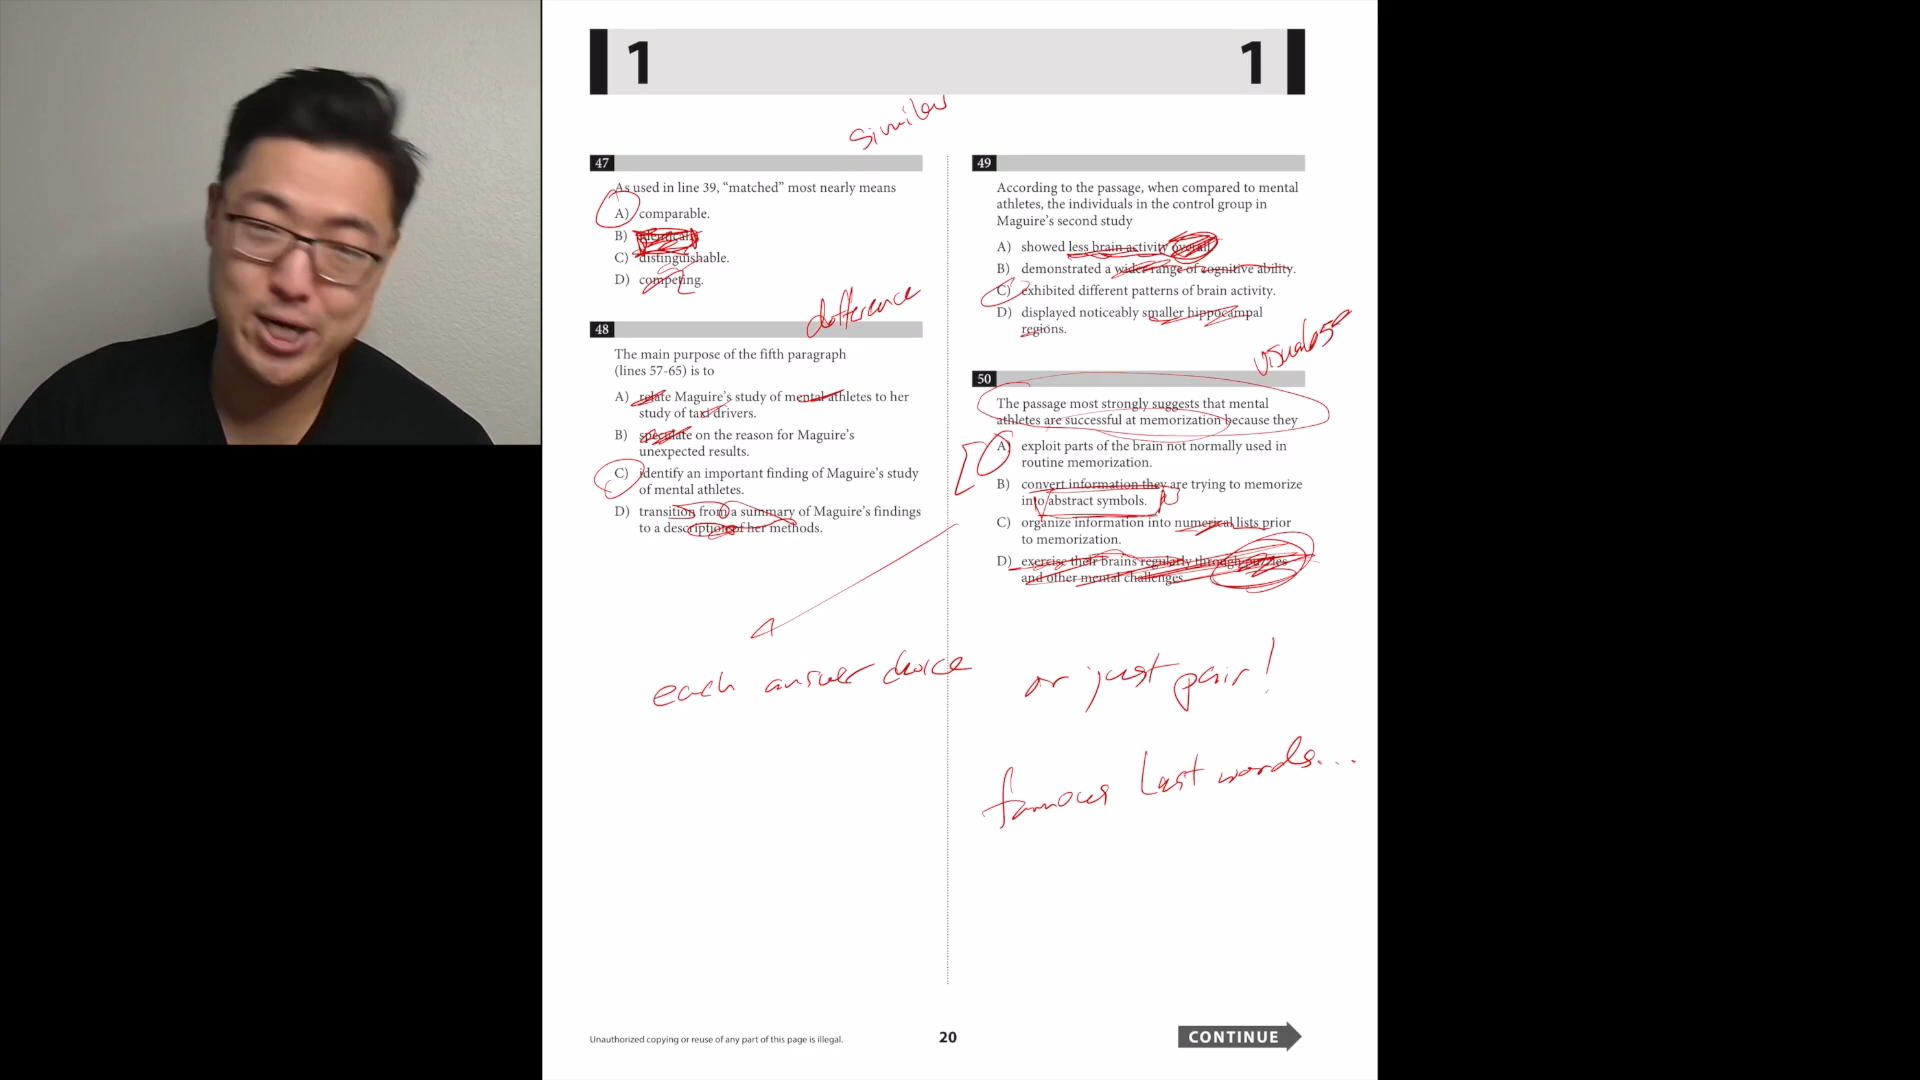 1 1
similar
47
As used in line 39, “matched” most nearly means
A) comparable.
B) identical.
C) distinguishable.
D) competing.
difference
48
The main purpose of the fifth paragraph
(lines 57-65) is to
A) relate Maguire’s study of mental athletes to her
study of taxi drivers.
B) speculate on the reason for Maguire’s
unexpected results.
C) identify an important finding of Maguire’s study
of mental athletes.
D) transition from a summary of Maguire’s findings
to a description of her methods.
49
According to the passage, when compared to mental
athletes, the individuals in the control group in
Maguire’s second study
A) showed less brain activity overall.
B) demonstrated a wider range of cognitive ability.
C) exhibited different patterns of brain activity.
D) displayed noticeably smaller hippocampal
regions.
50
The passage most strongly suggests that mental
athletes are successful at memorization because they
A) exploit parts of the brain not normally used in
routine memorization.
B) convert information they are trying to memorize
into abstract symbols.
C) organize information into numerical lists prior
to memorization.
D) exercise their brains regularly through puzzles
and other mental challenges.
each answer choice
or just pair!
famous last words...
Unauthorized copying or reuse of any part of this page is illegal.
20
CONTINUE